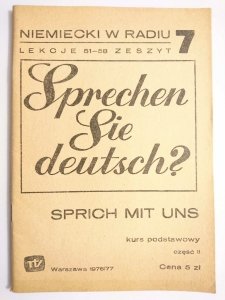 NIEMIECKI W RADIU 7
LEKCJE 51-58 ZESZYT
Sprechen
Sie
deutsch?
SPRICH MIT UNS
kurs podstawowy
część II
Warszawa 1976/77
Cena 5 zł